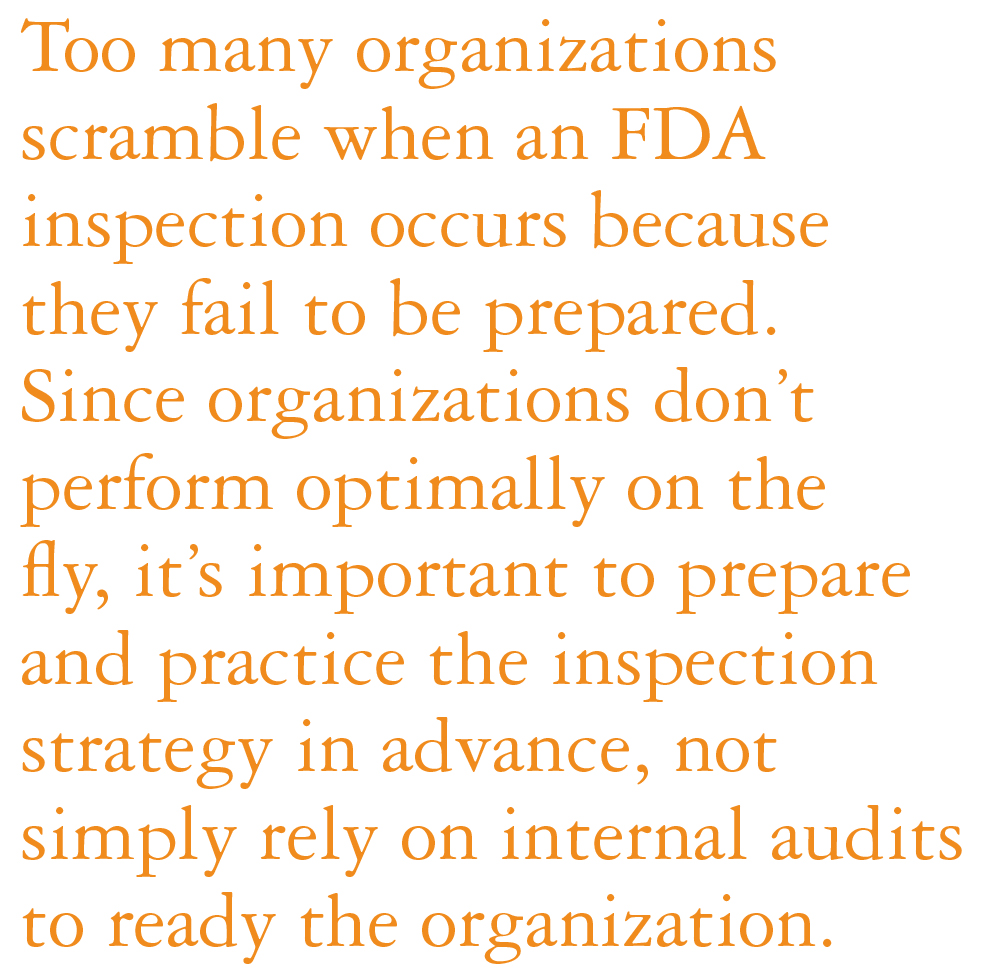 Too many organizations
scramble when an FDA
inspection occurs because
they fail to be prepared.
Since organizations don’t
perform optimally on the
fly, it’s important to prepare
and practice the inspection
strategy in advance, not
simply rely on internal audits
to ready the organization.